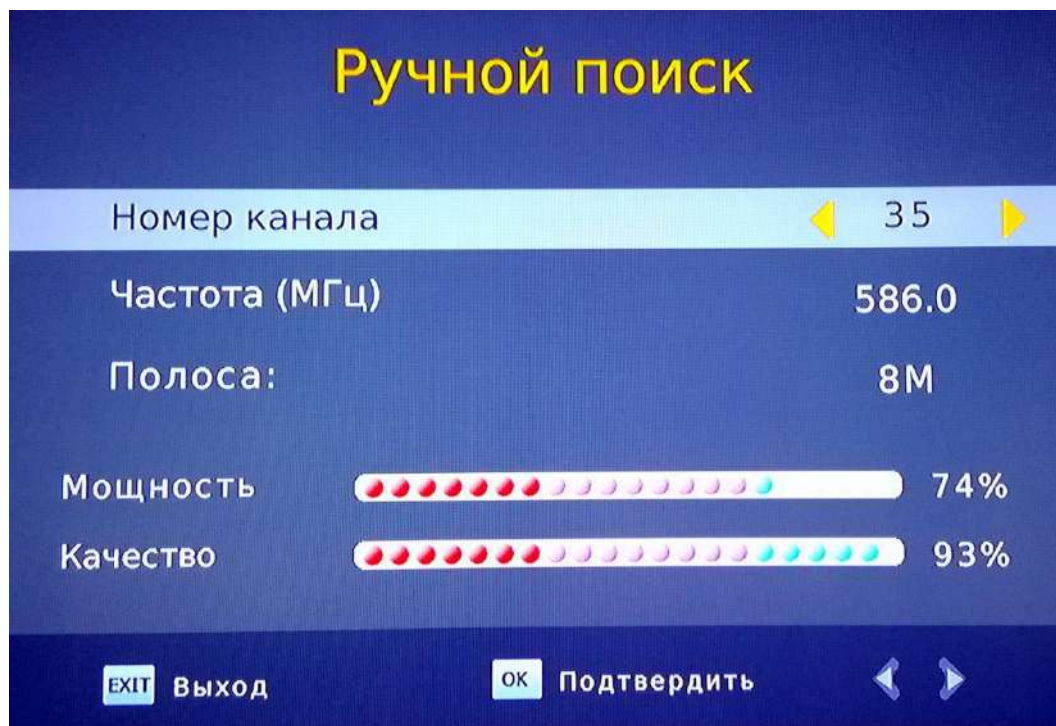 Ручной поиск
Номер канала 35
Частота (МГц) 586.0
Полоса: 8M
Мощность 74%
Качество 93%
EXIT Выход OK Подтвердить